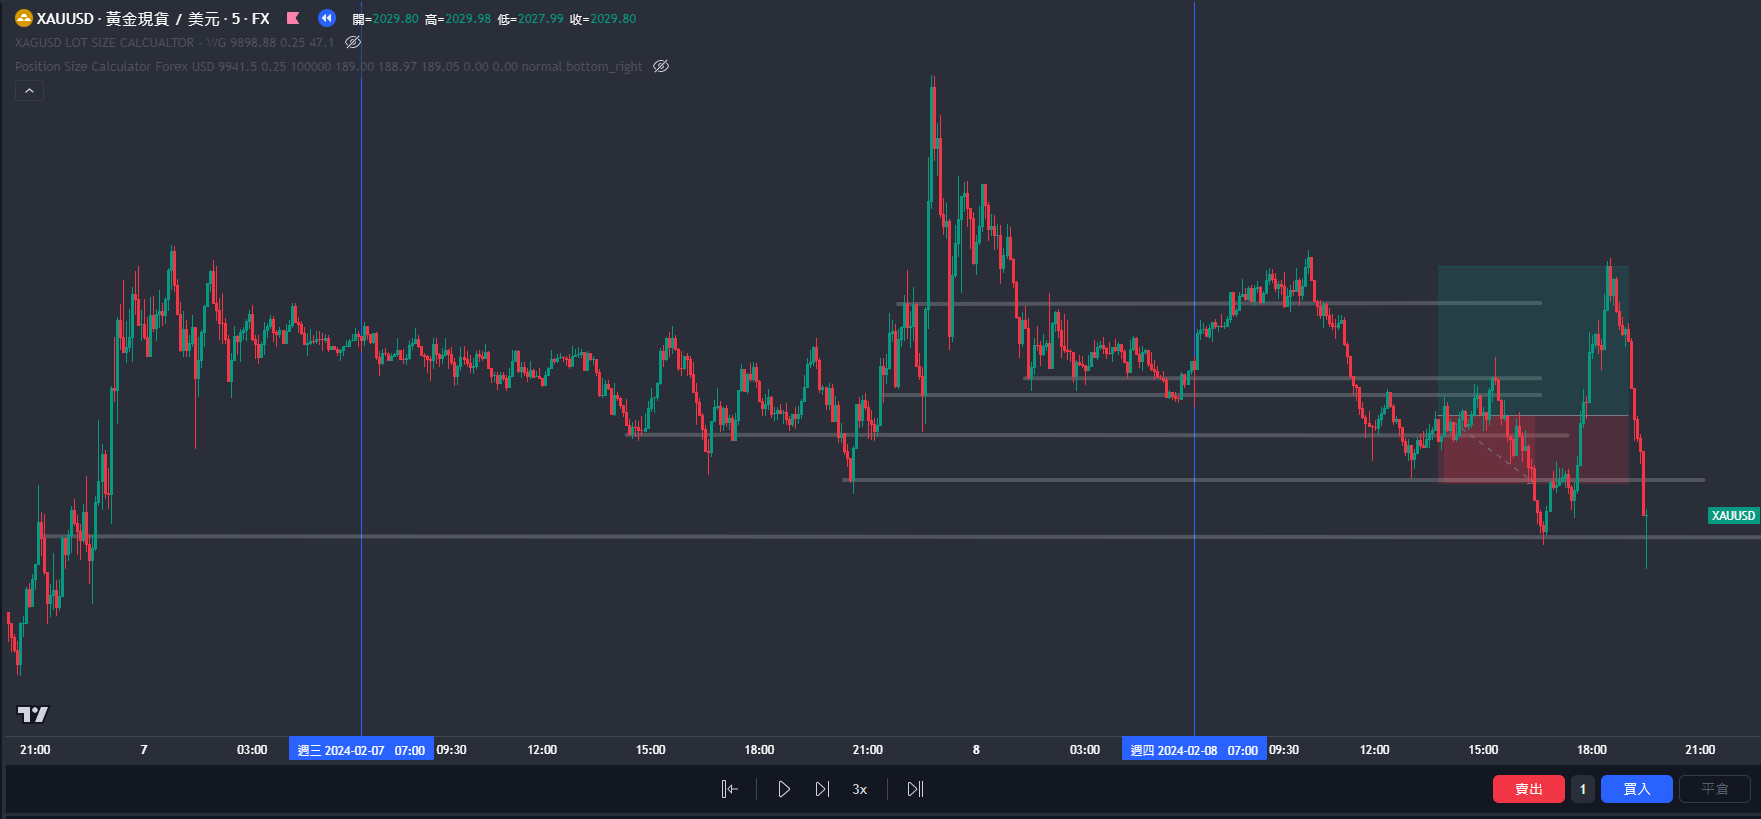 XAUUSD · 黃金現貨 / 美元 · 5 · FX 開=2029.80 高=2029.98 低=2027.99 收=2029.80
XAGUSD LOT SIZE CALCUALTOR - WG 9898.88 0.25 47.1
Position Size Calculator Forex USD 9941.5 0.25 100000 189.00 188.97 189.05 0.00 0.00 normal bottom_right
XAUUSD
21:00 7 03:00 週三 2024-02-07 07:00 09:30 12:00 15:00 18:00 21:00 8 03:00 週四 2024-02-08 07:00 09:30 12:00 15:00 18:00 21:00
3x 賣出 1 買入 平倉